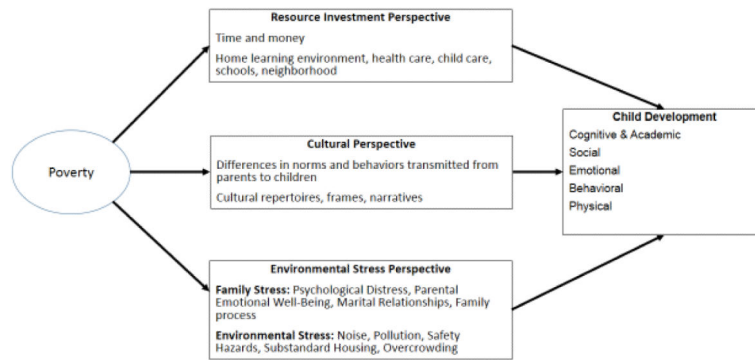 Resource Investment Perspective
Time and money
Home learning environment, health care, child care,
schools, neighborhood
Poverty
Cultural Perspective
Differences in norms and behaviors transmitted from
parents to children
Cultural repertoires, frames, narratives
Child Development
Cognitive & Academic
Social
Emotional
Behavioral
Physical
Environmental Stress Perspective
Family Stress: Psychological Distress, Parental
Emotional Well-Being, Marital Relationships, Family
process
Environmental Stress: Noise, Pollution, Safety
Hazards, Substandard Housing, Overcrowding